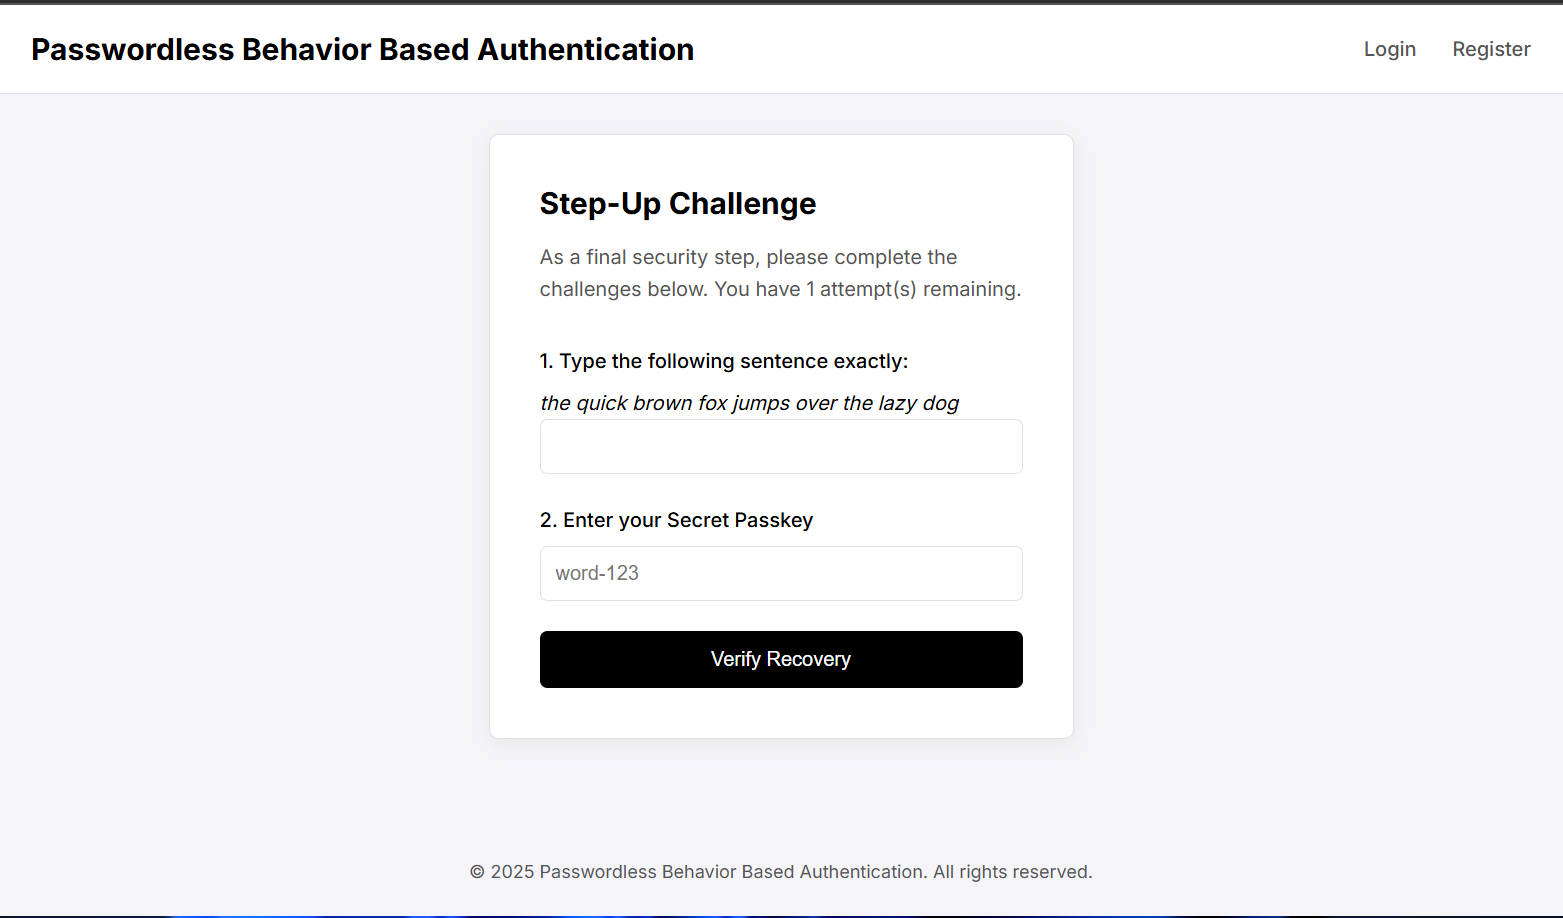 Passwordless Behavior Based Authentication
Login
Register
Step-Up Challenge
As a final security step, please complete the
challenges below. You have 1 attempt(s) remaining.
1. Type the following sentence exactly:
the quick brown fox jumps over the lazy dog
2. Enter your Secret Passkey
word-123
Verify Recovery
© 2025 Passwordless Behavior Based Authentication. All rights reserved.